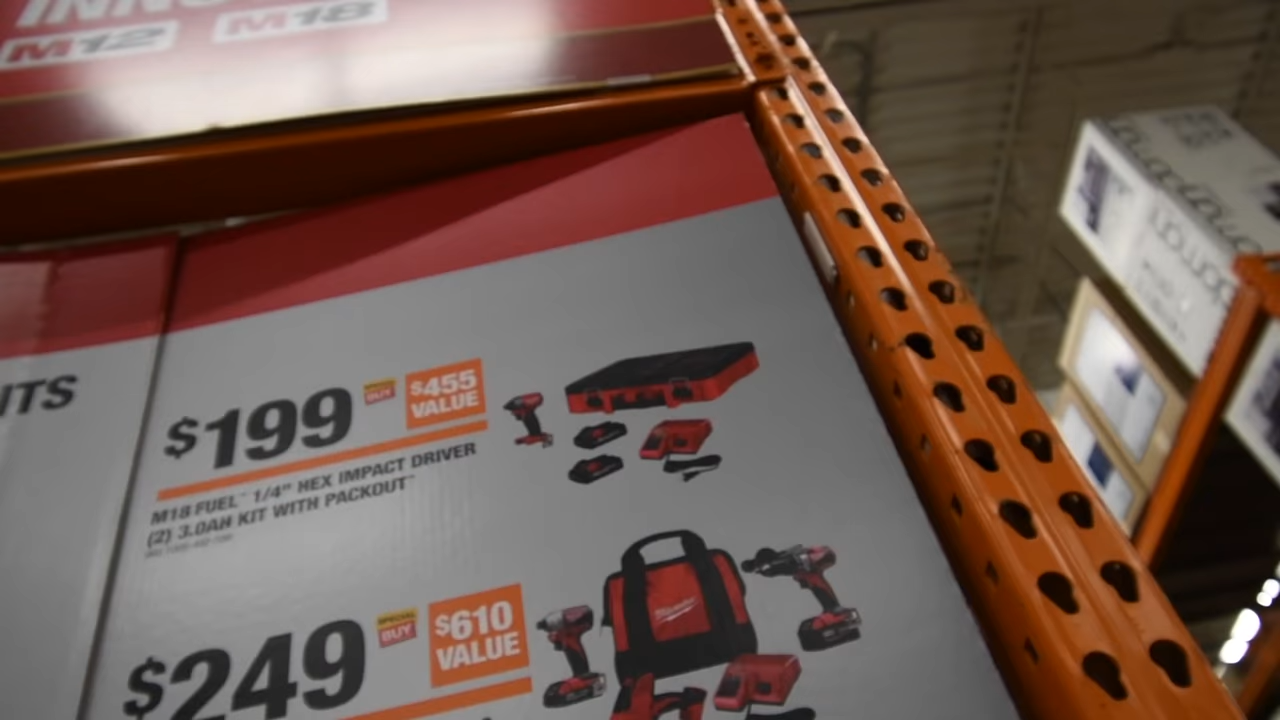 M12 M18
ITS
$199 SPECIAL BUY $455 VALUE
M18 FUEL™ 1/4" HEX IMPACT DRIVER
(2) 3.0AH KIT WITH PACKOUT™
$249 SPECIAL BUY $610 VALUE
Milwaukee